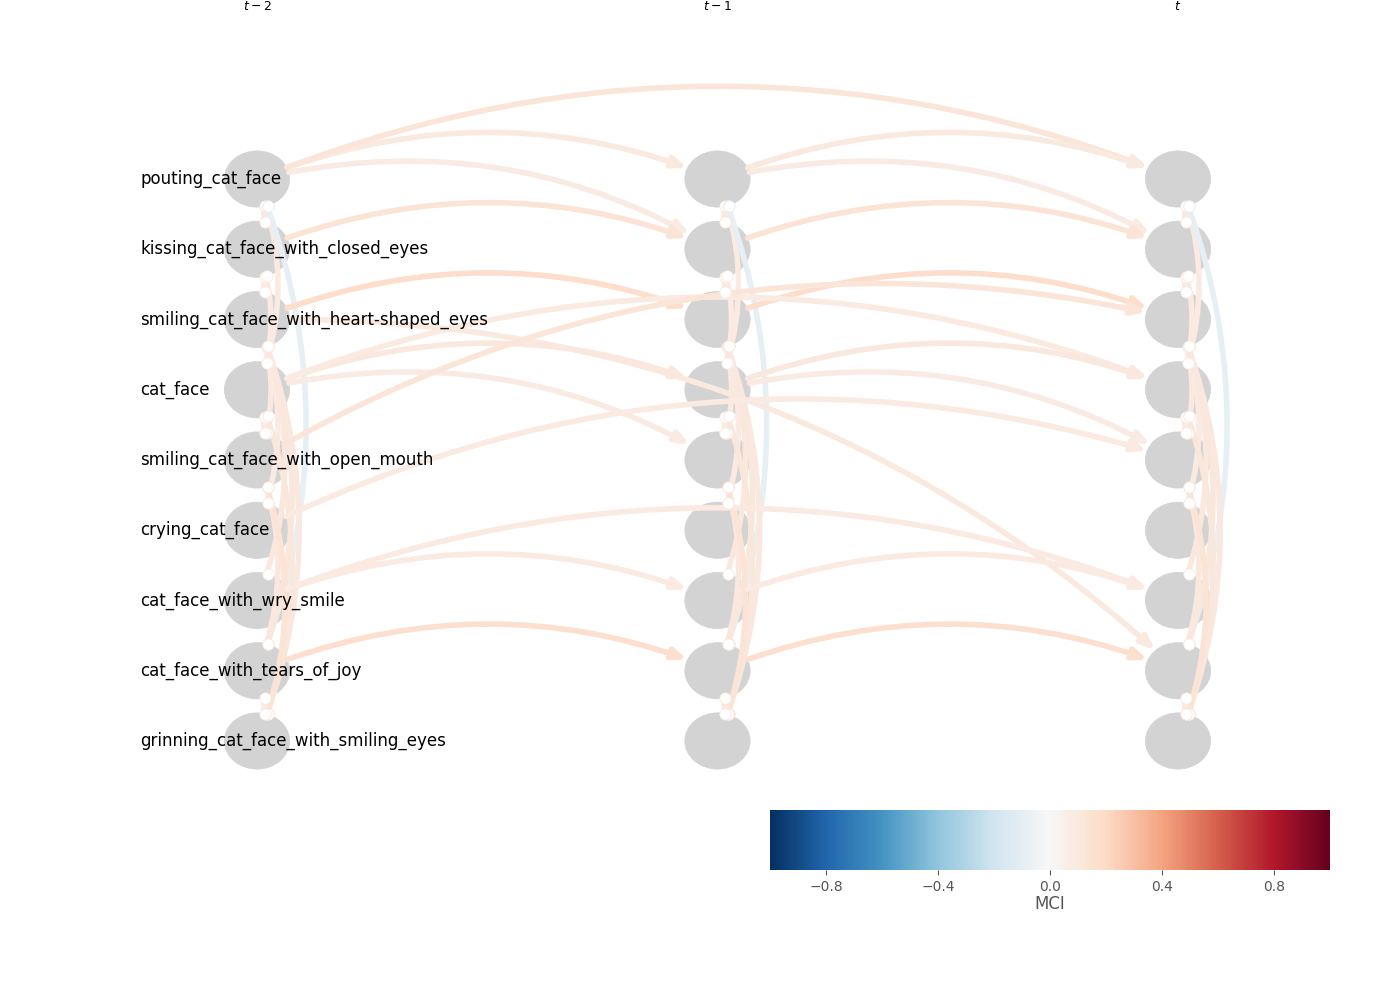 t − 2 t − 1 t
pouting_cat_face
kissing_cat_face_with_closed_eyes
smiling_cat_face_with_heart-shaped_eyes
cat_face
smiling_cat_face_with_open_mouth
crying_cat_face
cat_face_with_wry_smile
cat_face_with_tears_of_joy
grinning_cat_face_with_smiling_eyes
−0.8 −0.4 0.0 0.4 0.8
MCI